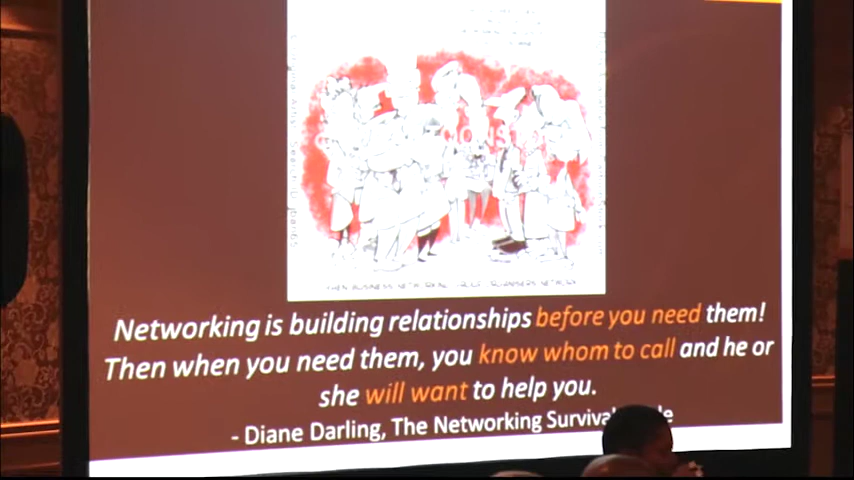 Networking is building relationships before you need them!
Then when you need them, you know whom to call and he or
she will want to help you.
- Diane Darling, The Networking